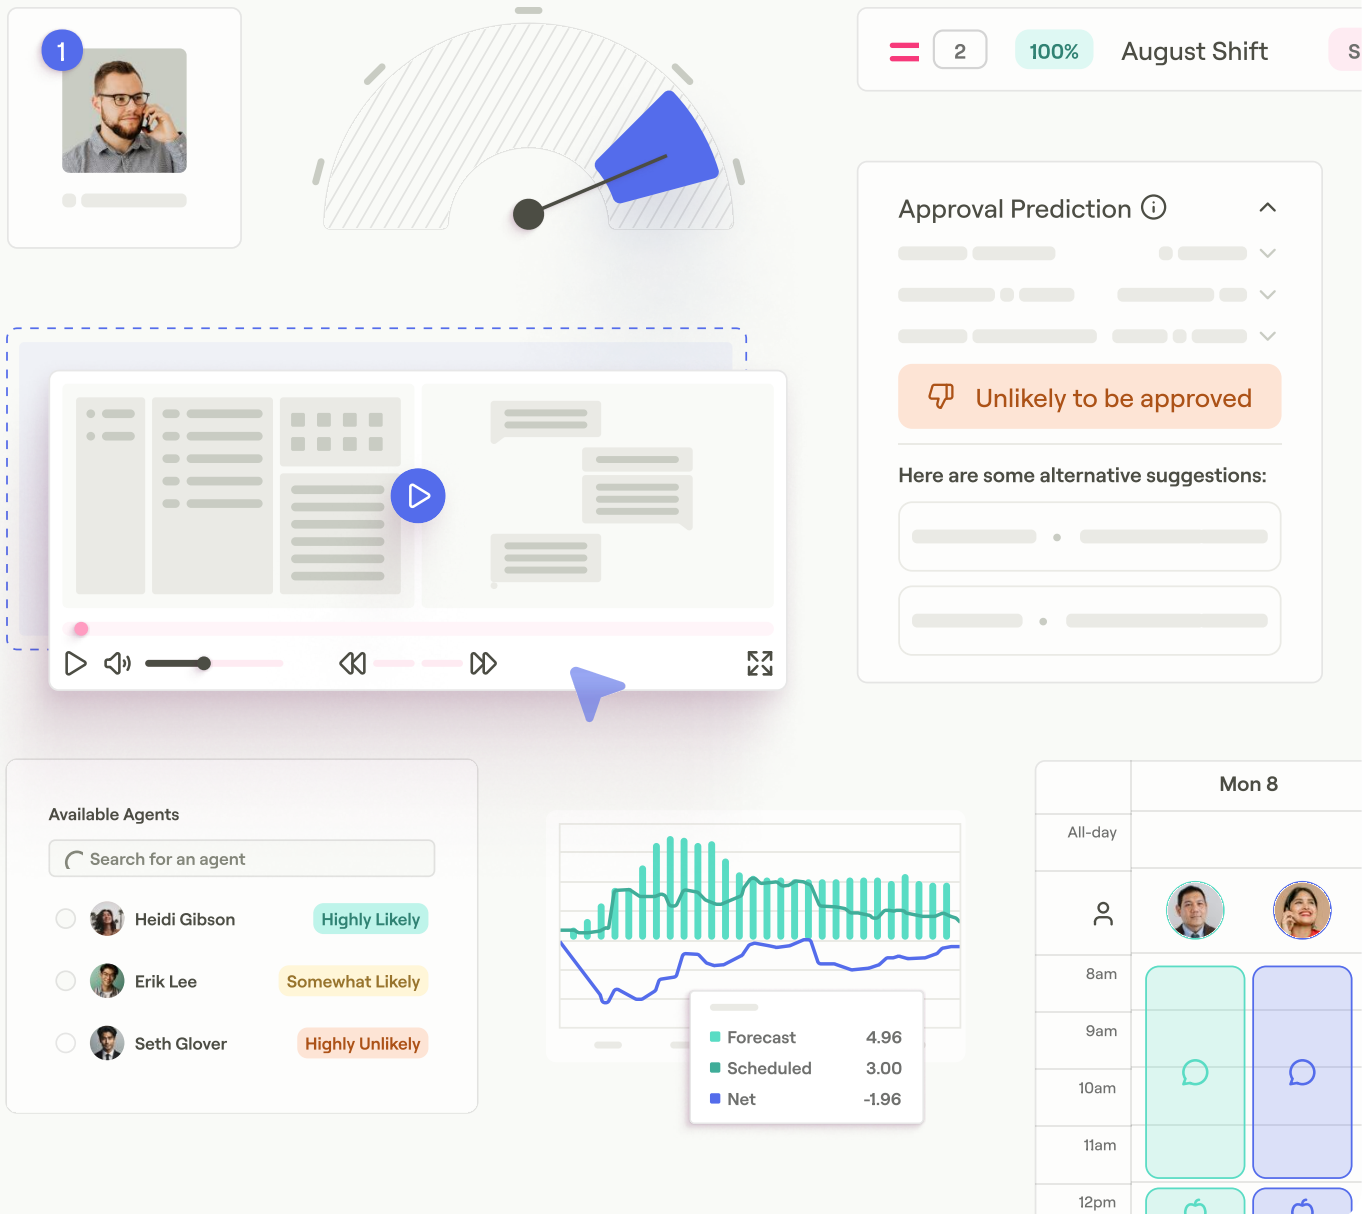 1
2
100%
August Shift
S
Approval Prediction
Unlikely to be approved
Here are some alternative suggestions:
Available Agents
Search for an agent
Heidi Gibson
Highly Likely
Erik Lee
Somewhat Likely
Seth Glover
Highly Unlikely
Forecast 4.96
Scheduled 3.00
Net -1.96
Mon 8
All-day
8am
9am
10am
11am
12pm